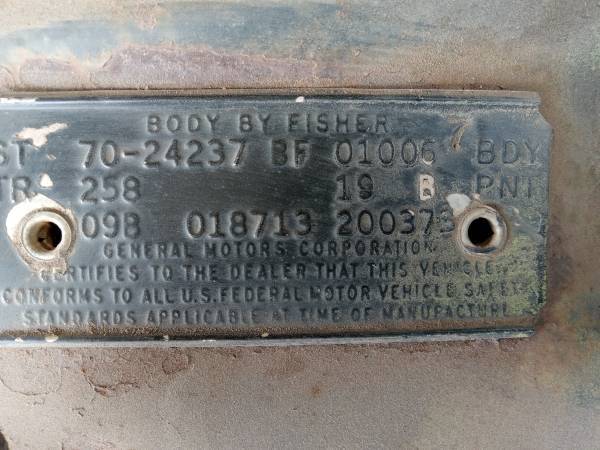 BODY BY FISHER
ST 70-24237 BF 01006 BDY
TR 258 19 B PNT
09B 018713 200373
GENERAL MOTORS CORPORATION
CERTIFIES TO THE DEALER THAT THIS VEHICLE
CONFORMS TO ALL U.S. FEDERAL MOTOR VEHICLE SAFETY
STANDARDS APPLICABLE AT TIME OF MANUFACTURE